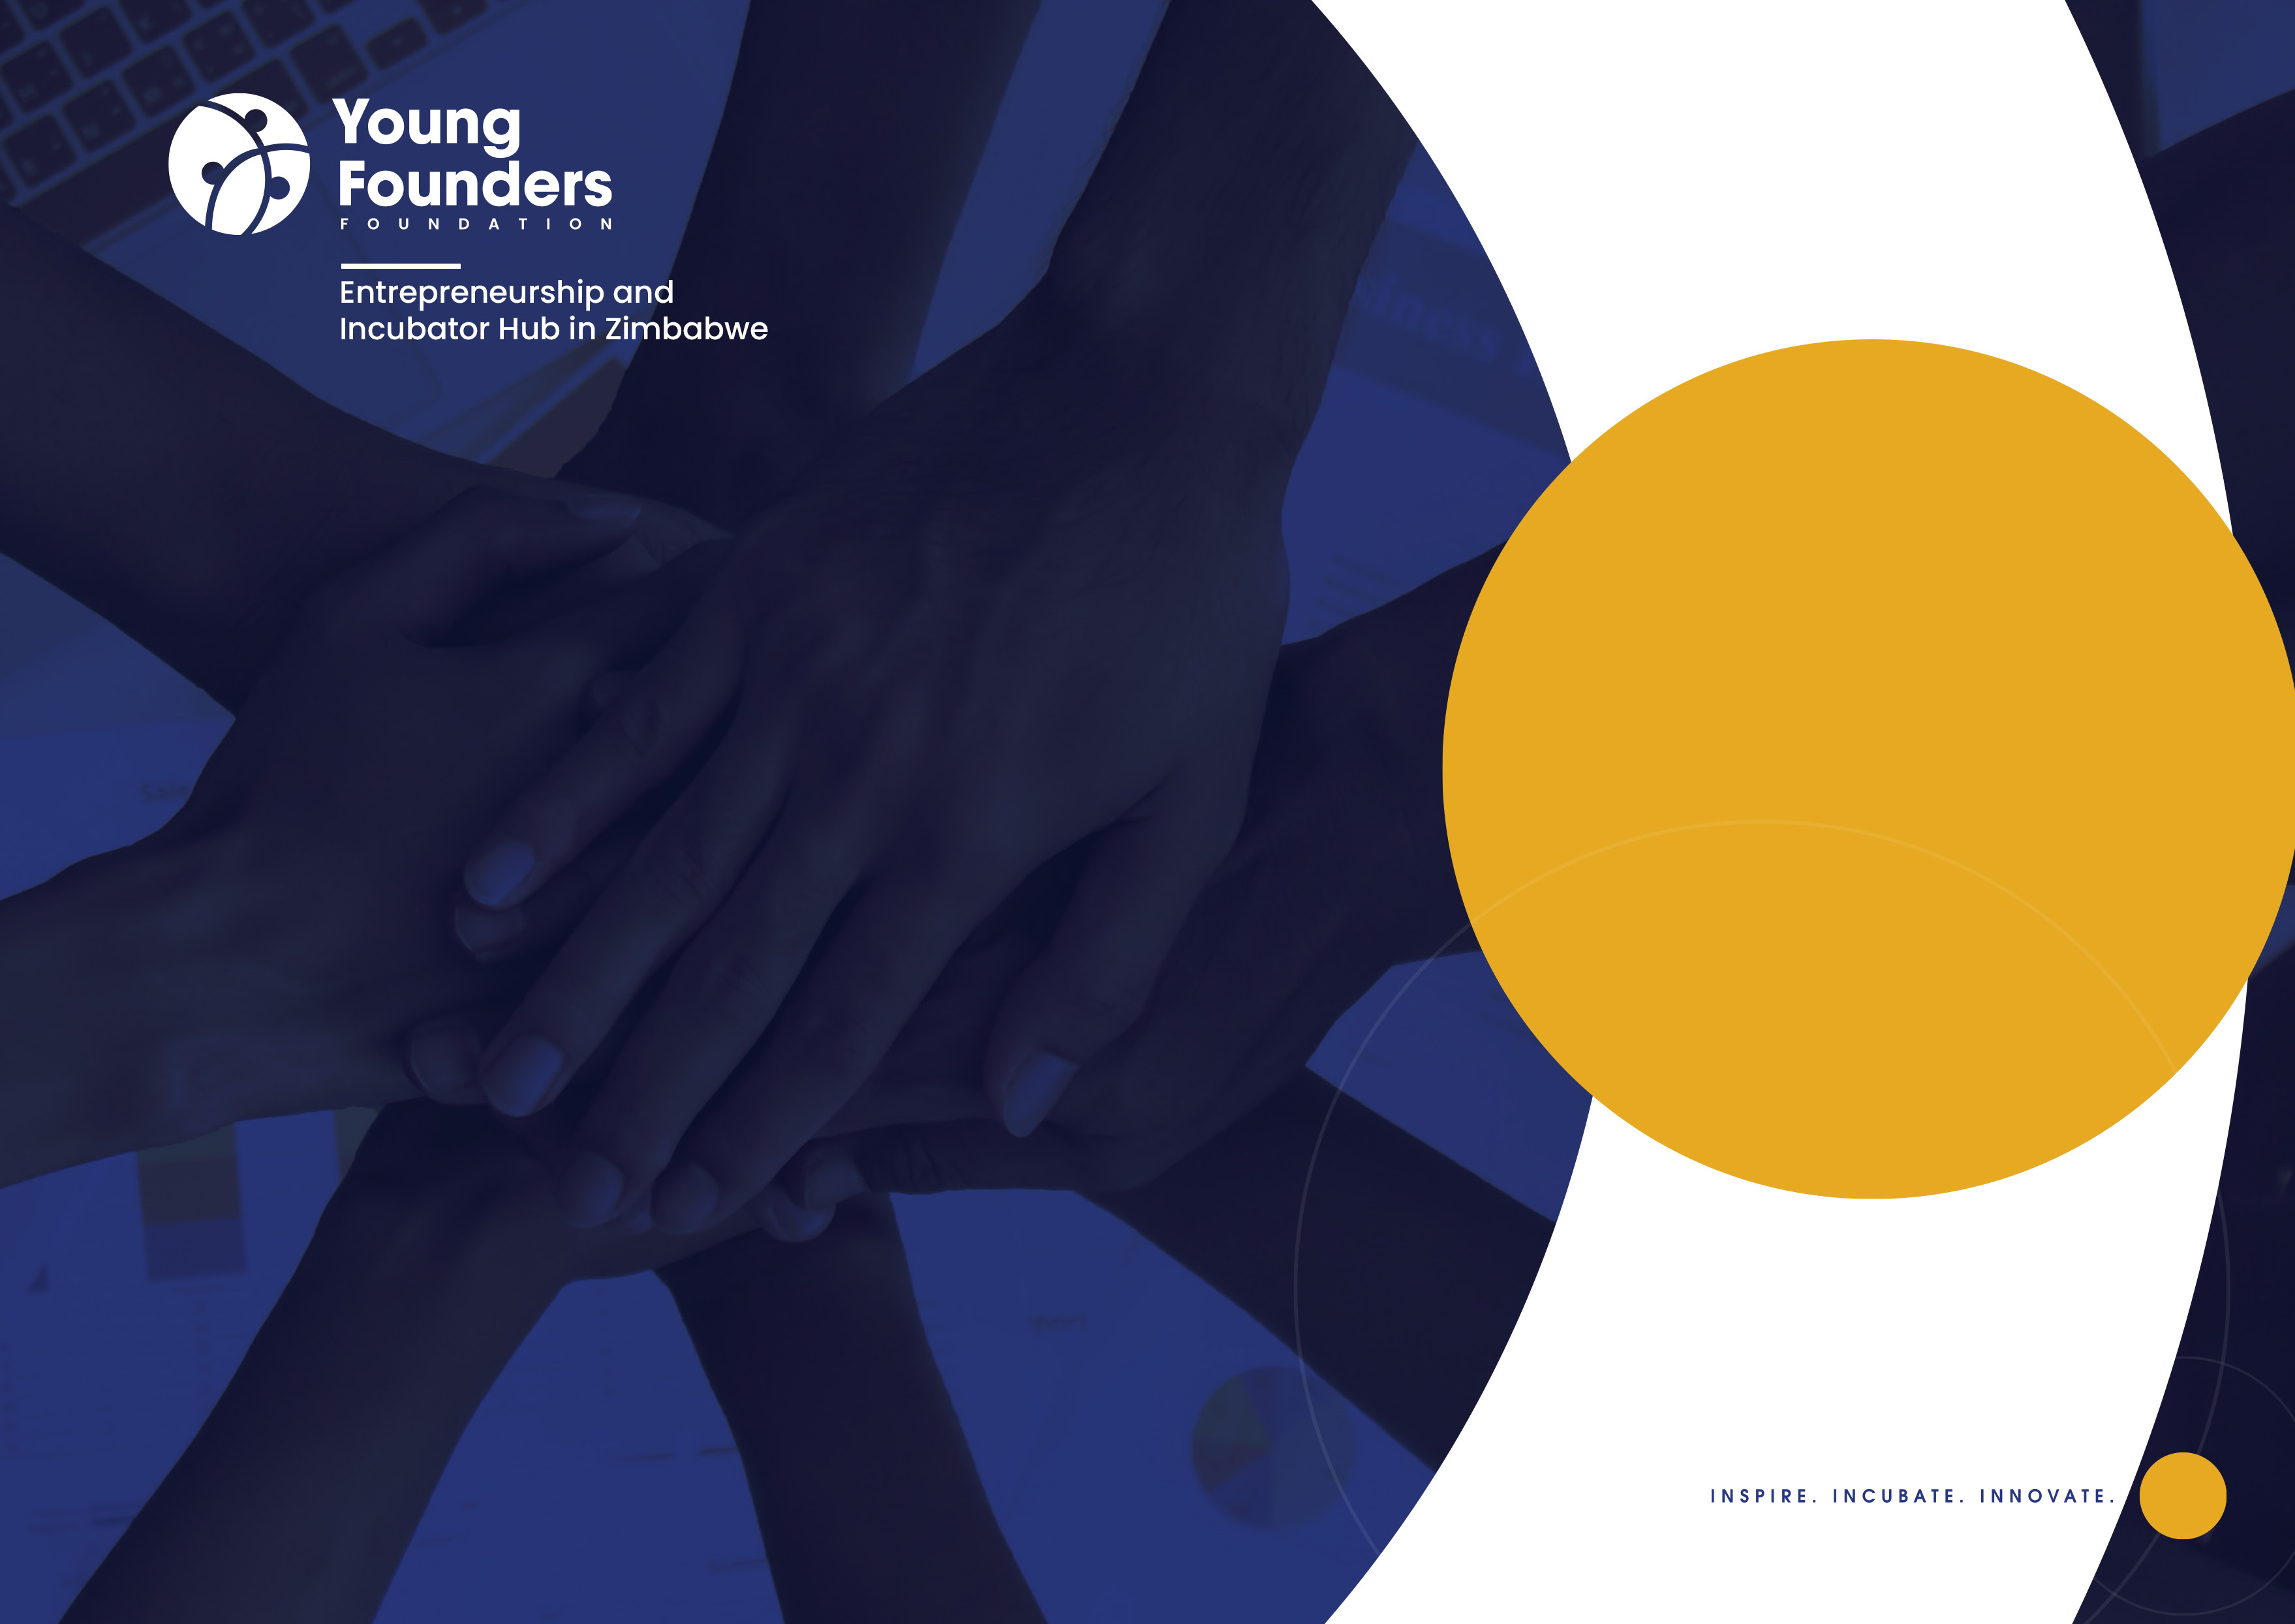 Young
Founders
FOUNDATION
Entrepreneurship and
Incubator Hub in Zimbabwe
INSPIRE. INCUBATE. INNOVATE.